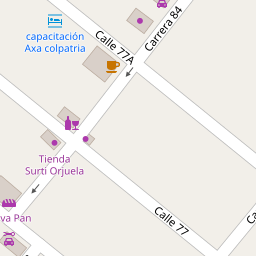 Carrera 84
capacitación
Axa colpatria
Calle 77A
Tienda
Surti Orjuela
Calle 77
va Pan